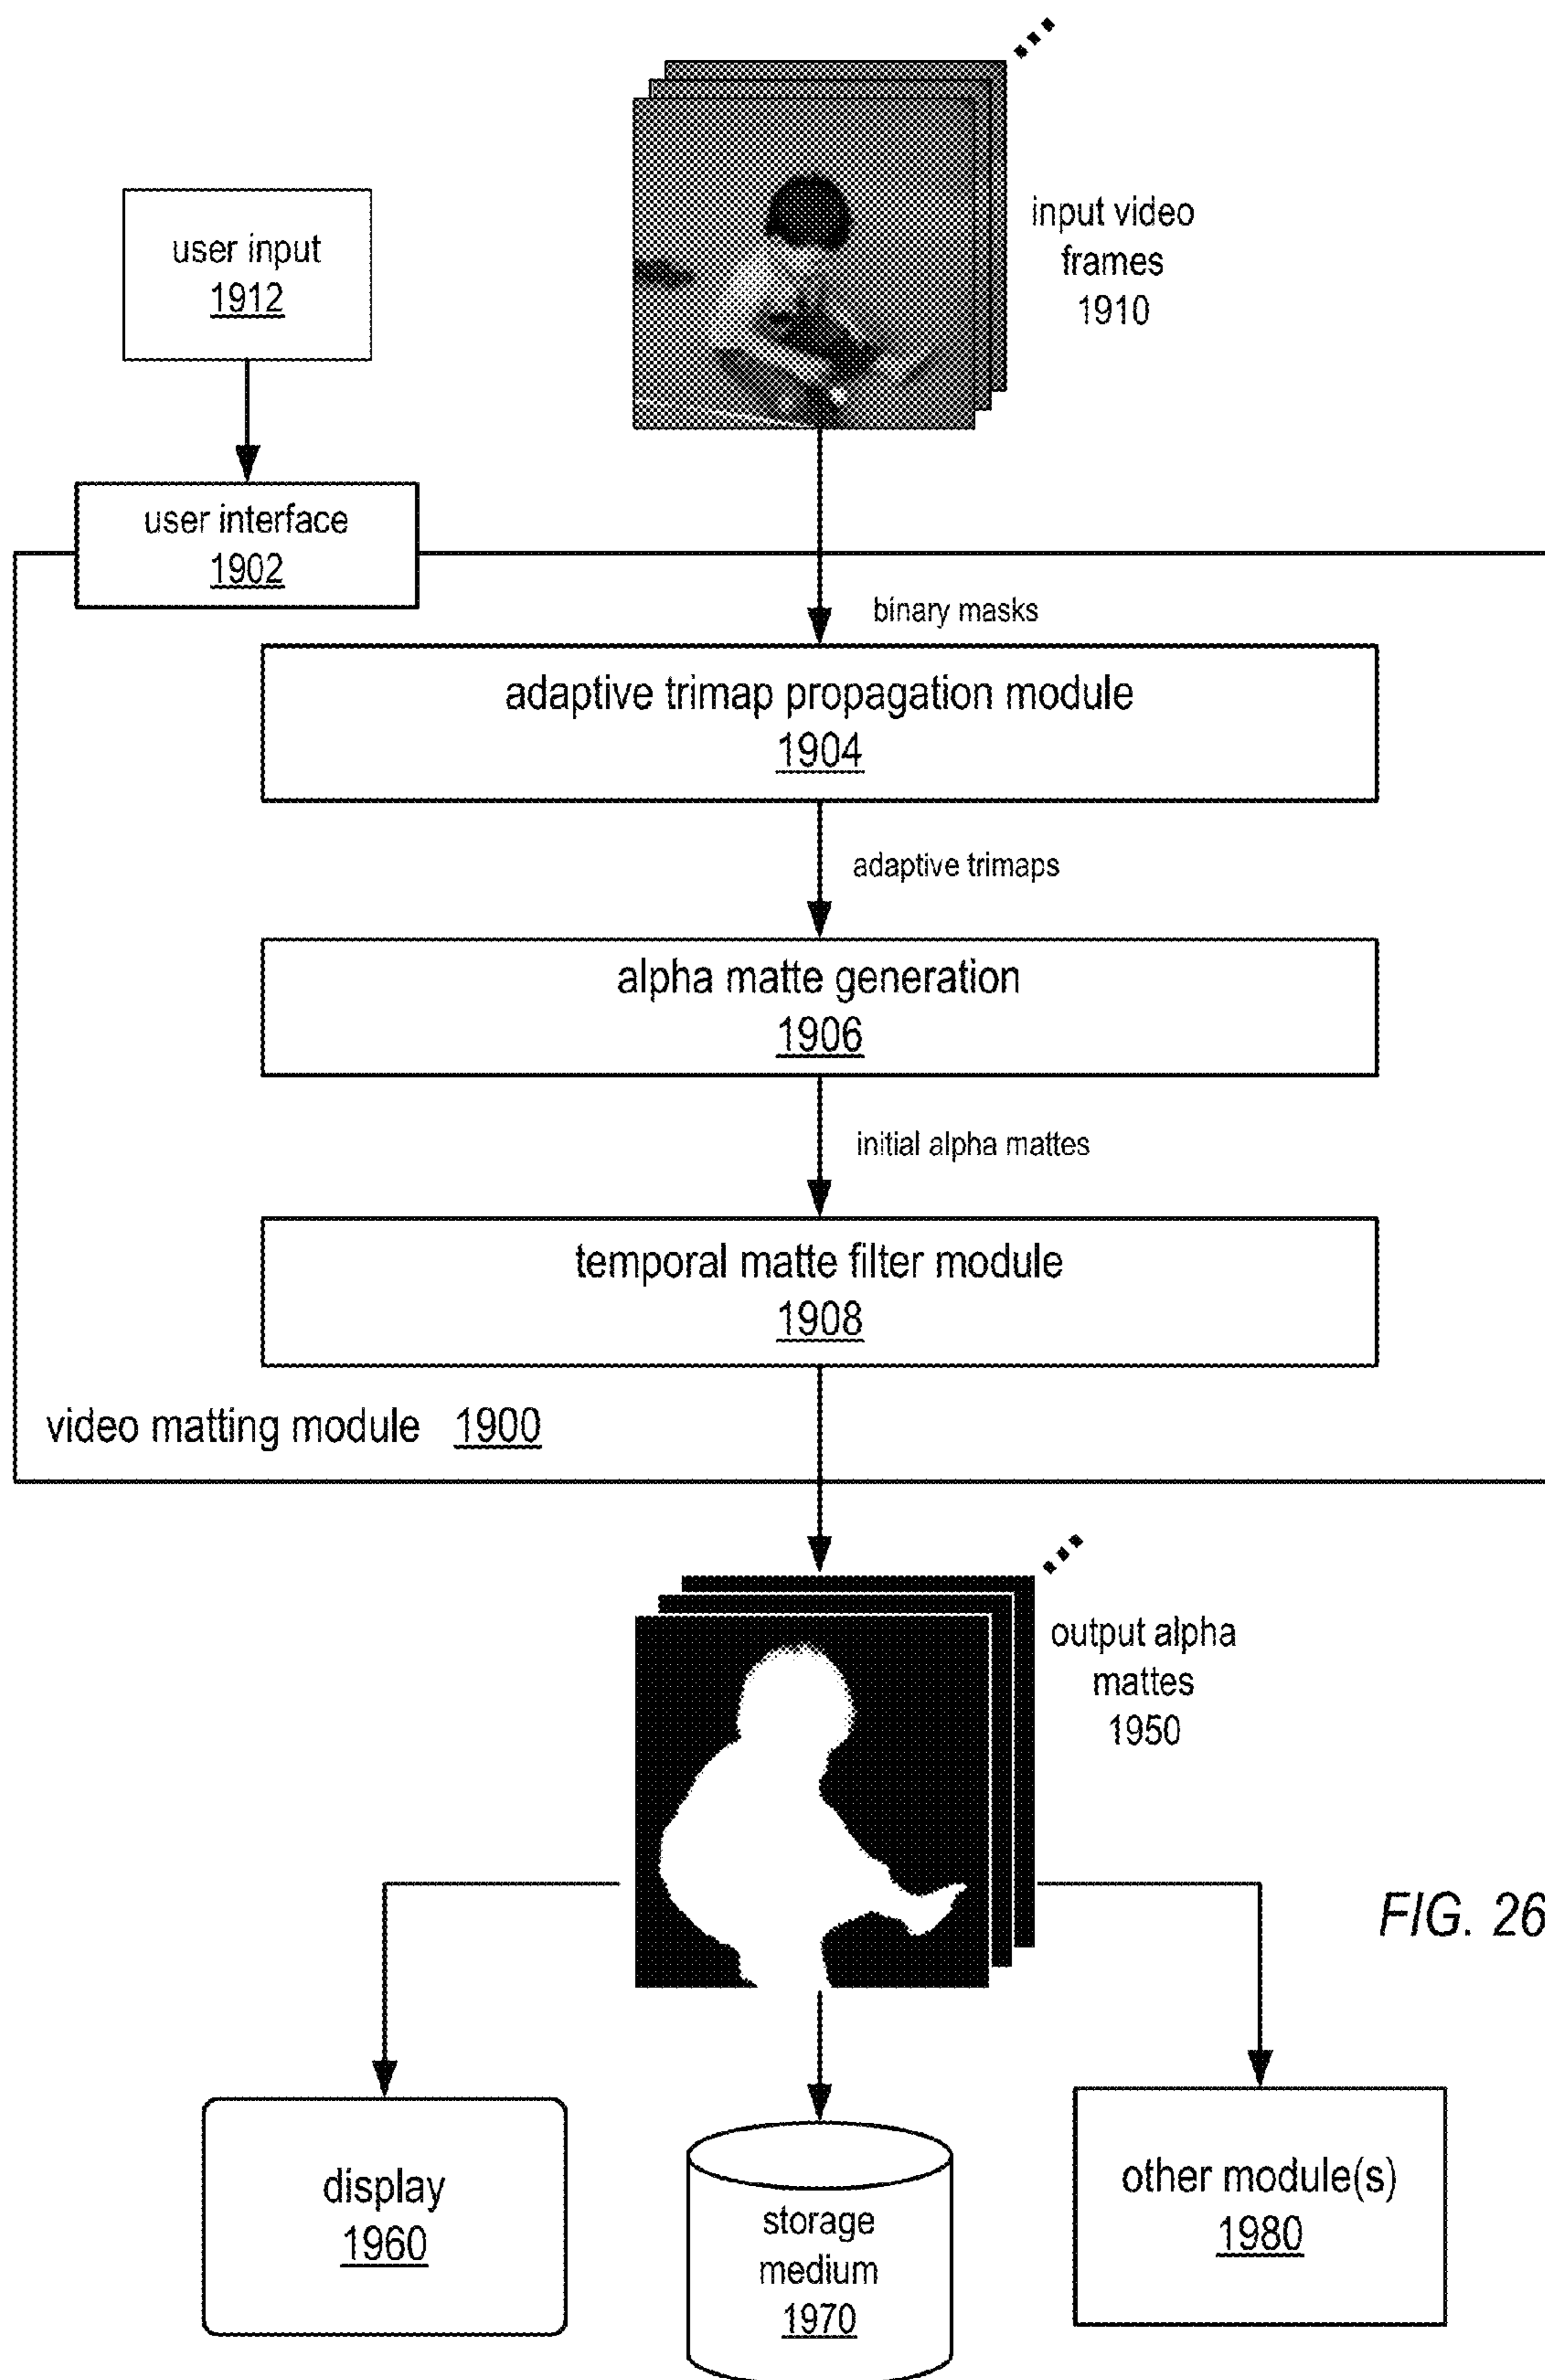 user input
1912
input video
frames
1910
user interface
1902
binary masks
adaptive trimap propagation module
1904
adaptive trimaps
alpha matte generation
1906
initial alpha mattes
temporal matte filter module
1908
video matting module 1900
output alpha
mattes
1950
FIG. 26
display
1960
storage
medium
1970
other module(s)
1980